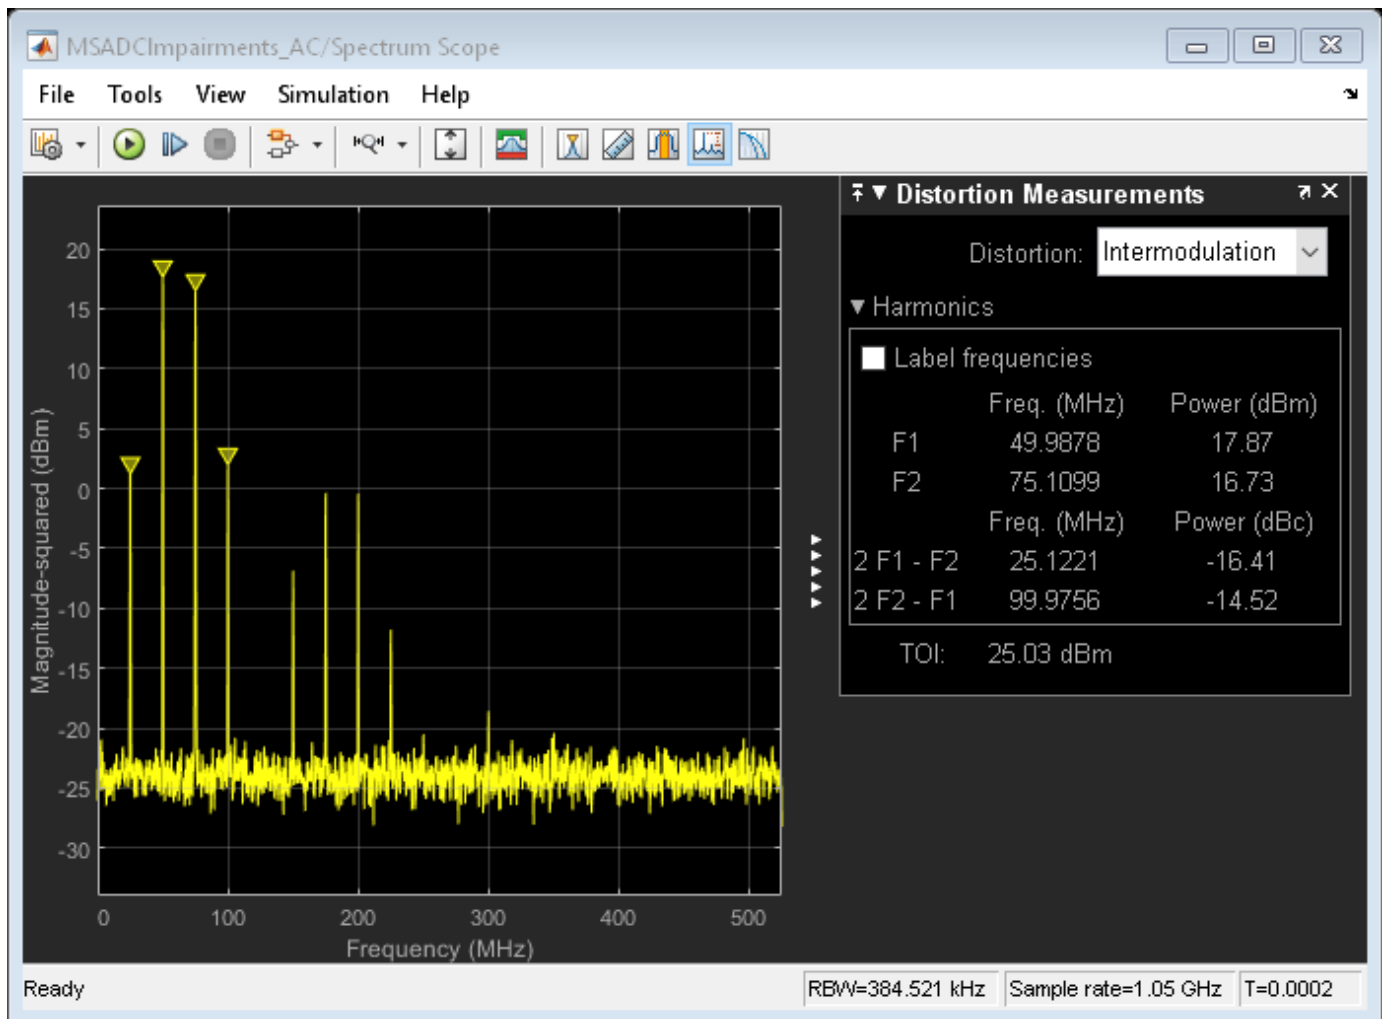 MSADCImpairments_AC/Spectrum Scope
File Tools View Simulation Help
Distortion Measurements
Distortion: Intermodulation
Harmonics
Label frequencies
Freq. (MHz) Power (dBm)
F1 49.9878 17.87
F2 75.1099 16.73
Freq. (MHz) Power (dBc)
2 F1 - F2 25.1221 -16.41
2 F2 - F1 99.9756 -14.52
TOI: 25.03 dBm
Magnitude-squared (dBm)
20
15
10
5
0
-5
-10
-15
-20
-25
-30
0 100 200 300 400 500
Frequency (MHz)
Ready
RBW=384.521 kHz Sample rate=1.05 GHz T=0.0002